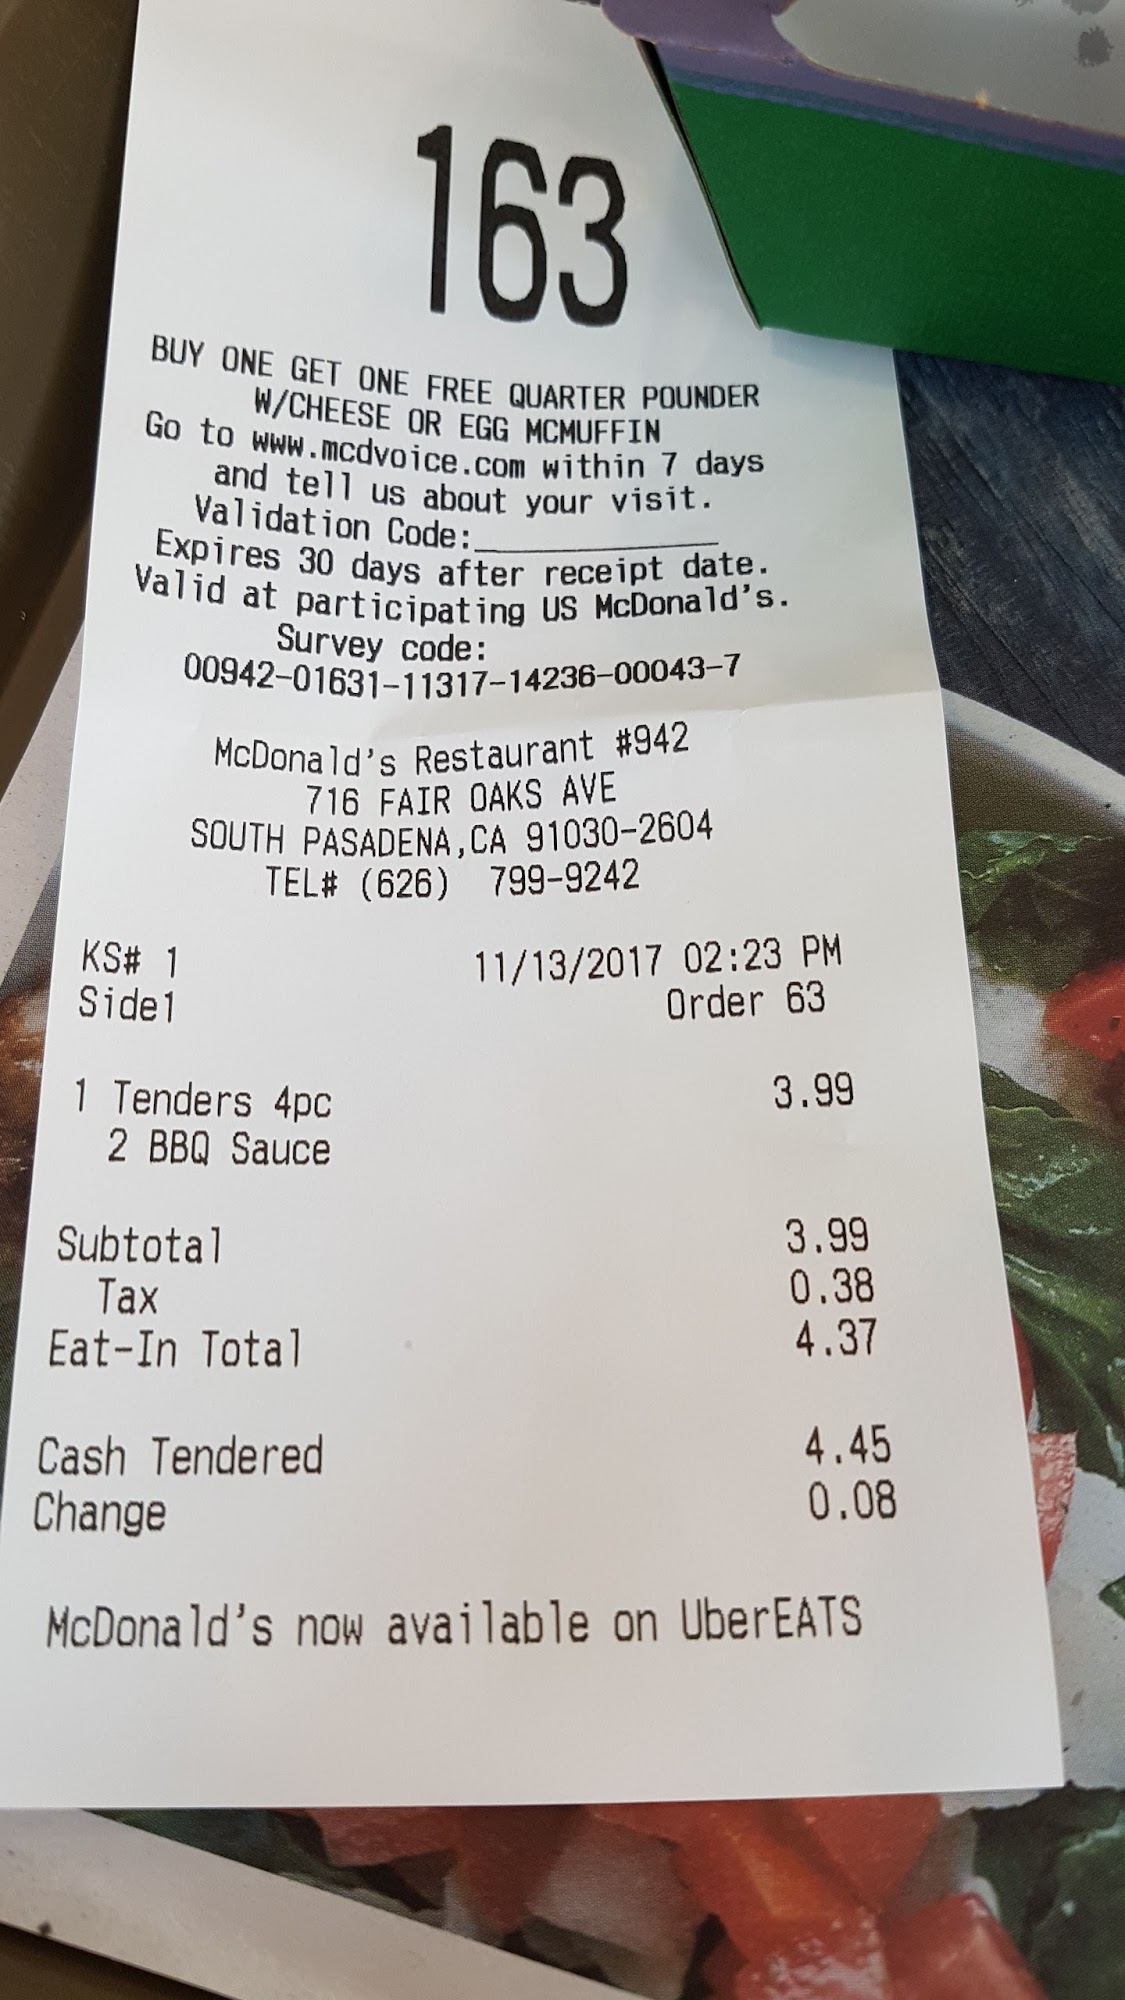 163
BUY ONE GET ONE FREE QUARTER POUNDER
W/CHEESE OR EGG MCMUFFIN
Go to www.mcdvoice.com within 7 days
and tell us about your visit.
Validation Code:______________
Expires 30 days after receipt date.
Valid at participating US McDonald's.
Survey code:
00942-01631-11317-14236-00043-7
McDonald's Restaurant #942
716 FAIR OAKS AVE
SOUTH PASADENA,CA 91030-2604
TEL# (626) 799-9242
KS# 1 11/13/2017 02:23 PM
Side1 Order 63
1 Tenders 4pc 3.99
2 BBQ Sauce
Subtotal 3.99
Tax 0.38
Eat-In Total 4.37
Cash Tendered 4.45
Change 0.08
McDonald's now available on UberEATS